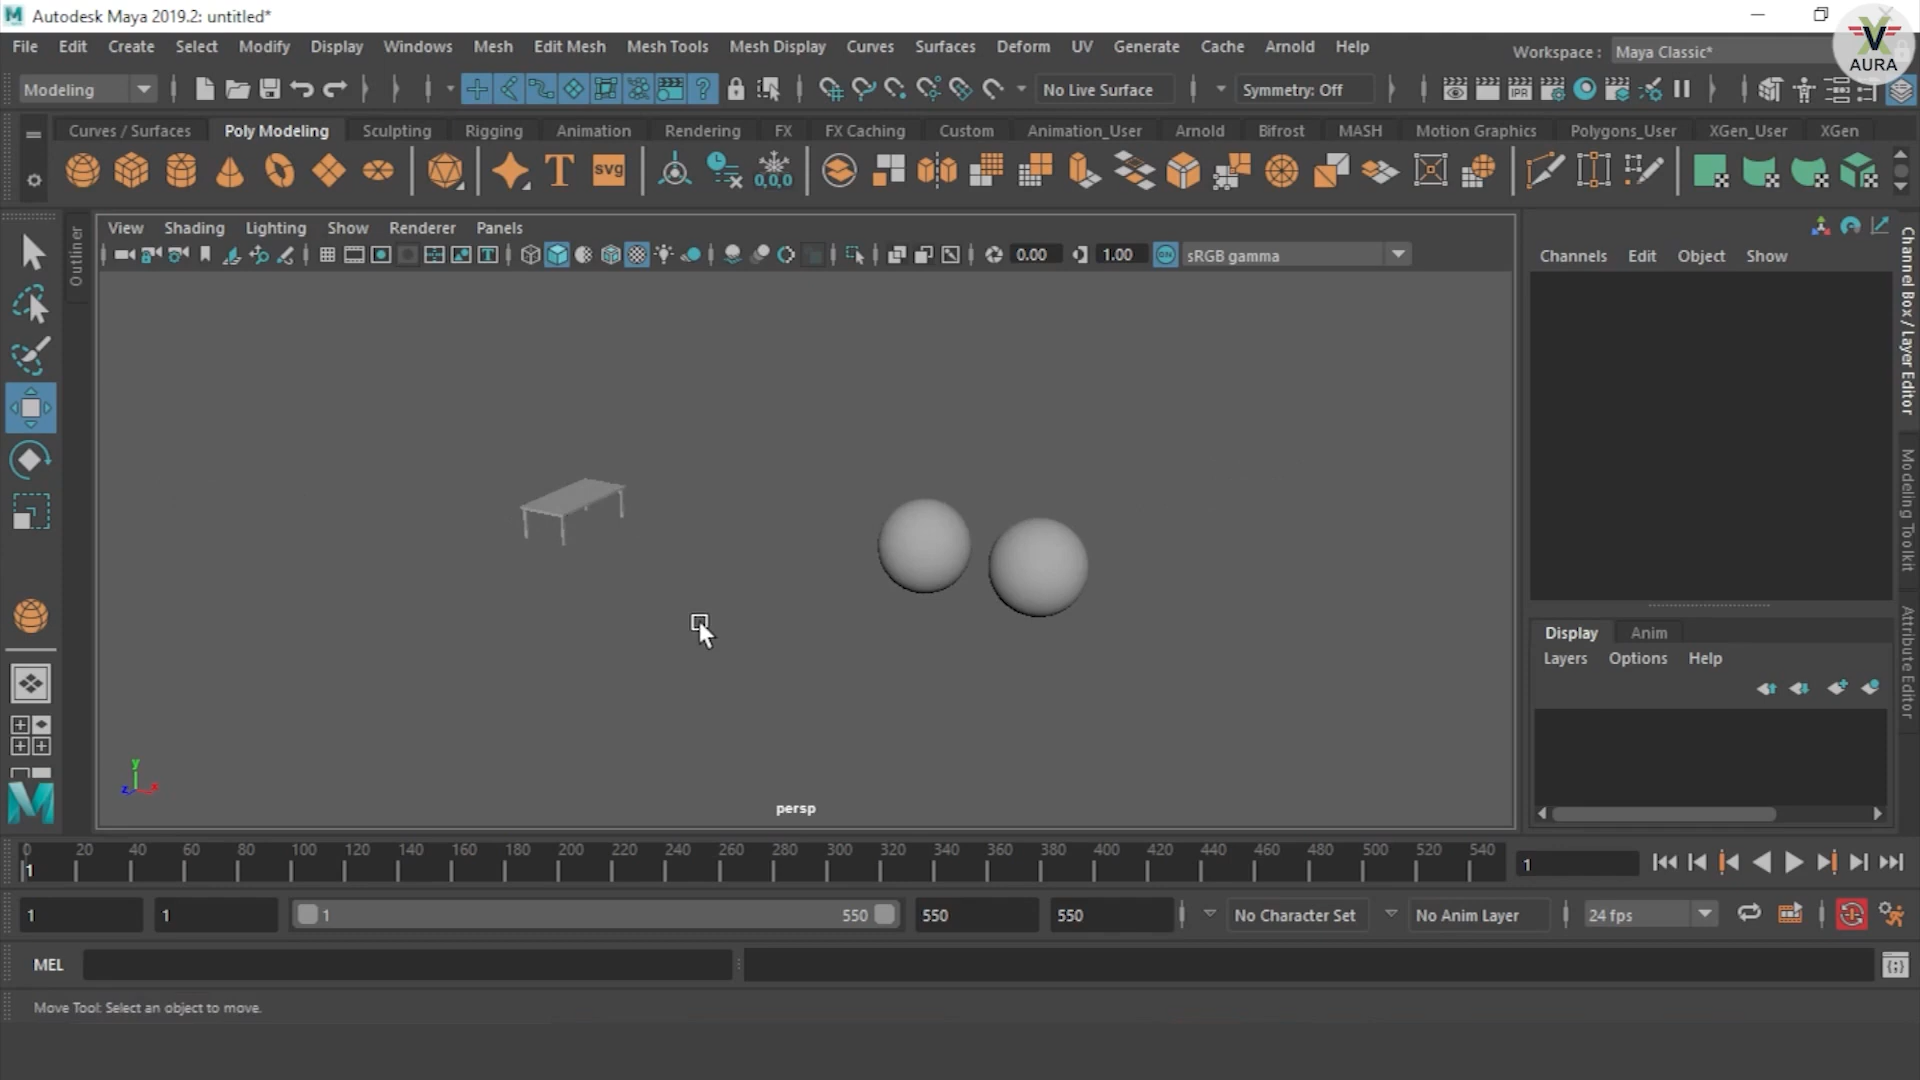 Autodesk Maya 2019.2: untitled*
File Edit Create Select Modify Display Windows Mesh Edit Mesh Mesh Tools Mesh Display Curves Surfaces Deform UV Generate Cache Arnold Help
Workspace : Maya Classic*
AURA
Modeling No Live Surface Symmetry: Off
IPR
Curves / Surfaces Poly Modeling Sculpting Rigging Animation Rendering FX FX Caching Custom Animation_User Arnold Bifrost MASH Motion Graphics Polygons_User XGen_User XGen
T SVG 0,0,0
View Shading Lighting Show Renderer Panels
0.00 1.00 ON sRGB gamma
Outliner
Channels Edit Object Show
Channel Box / Layer Editor
Modeling Toolkit
Attribute Editor
Display Anim
Layers Options Help
y
z x
persp
0 20 40 60 80 100 120 140 160 180 200 220 240 260 280 300 320 340 360 380 400 420 440 460 480 500 520 540
1 1
1 1 1 550 550 550 No Character Set No Anim Layer 24 fps
MEL
Move Tool: Select an object to move.